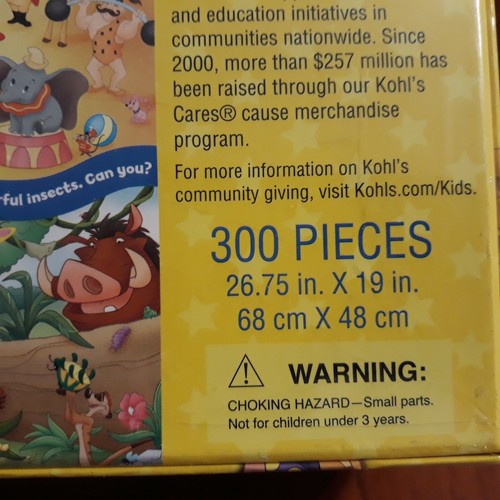 and education initiatives in
communities nationwide. Since
2000, more than $257 million has
been raised through our Kohl's
Cares® cause merchandise
program.
For more information on Kohl's
community giving, visit Kohls.com/Kids.
insects. Can you?
300 PIECES
26.75 in. X 19 in.
68 cm X 48 cm
WARNING:
CHOKING HAZARD—Small parts.
Not for children under 3 years.